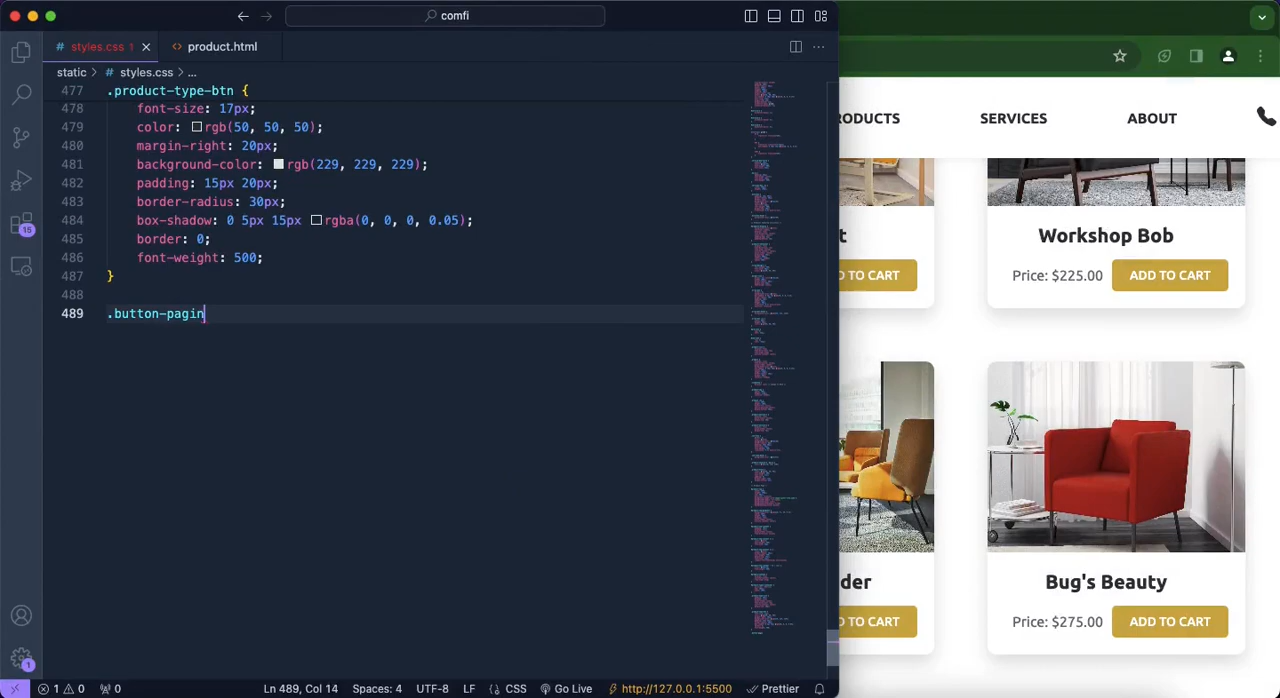 comfi
# styles.css 1
<> product.html
static > # styles.css > ...
477 .product-type-btn {
478 font-size: 17px;
479 color: rgb(50, 50, 50);
480 margin-right: 20px;
481 background-color: rgb(229, 229, 229);
482 padding: 15px 20px;
483 border-radius: 30px;
484 box-shadow: 0 5px 15px rgba(0, 0, 0, 0.05);
485 border: 0;
486 font-weight: 500;
487 }
488
489 .button-pagin
15
1
1 0 0
Ln 489, Col 14 Spaces: 4 UTF-8 LF CSS Go Live http://127.0.0.1:5500 Prettier
RODUCTS SERVICES ABOUT
t
Workshop Bob
D TO CART
Price: $225.00 ADD TO CART
der
Bug's Beauty
D TO CART
Price: $275.00 ADD TO CART